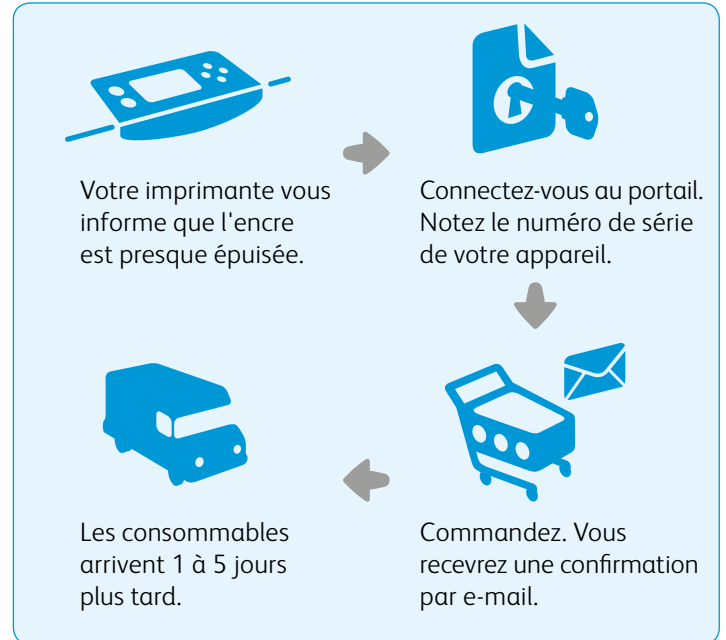 Votre imprimante vous
informe que l'encre
est presque épuisée.
Connectez-vous au portail.
Notez le numéro de série
de votre appareil.
Commandez. Vous
recevrez une confirmation
par e-mail.
Les consommables
arrivent 1 à 5 jours
plus tard.